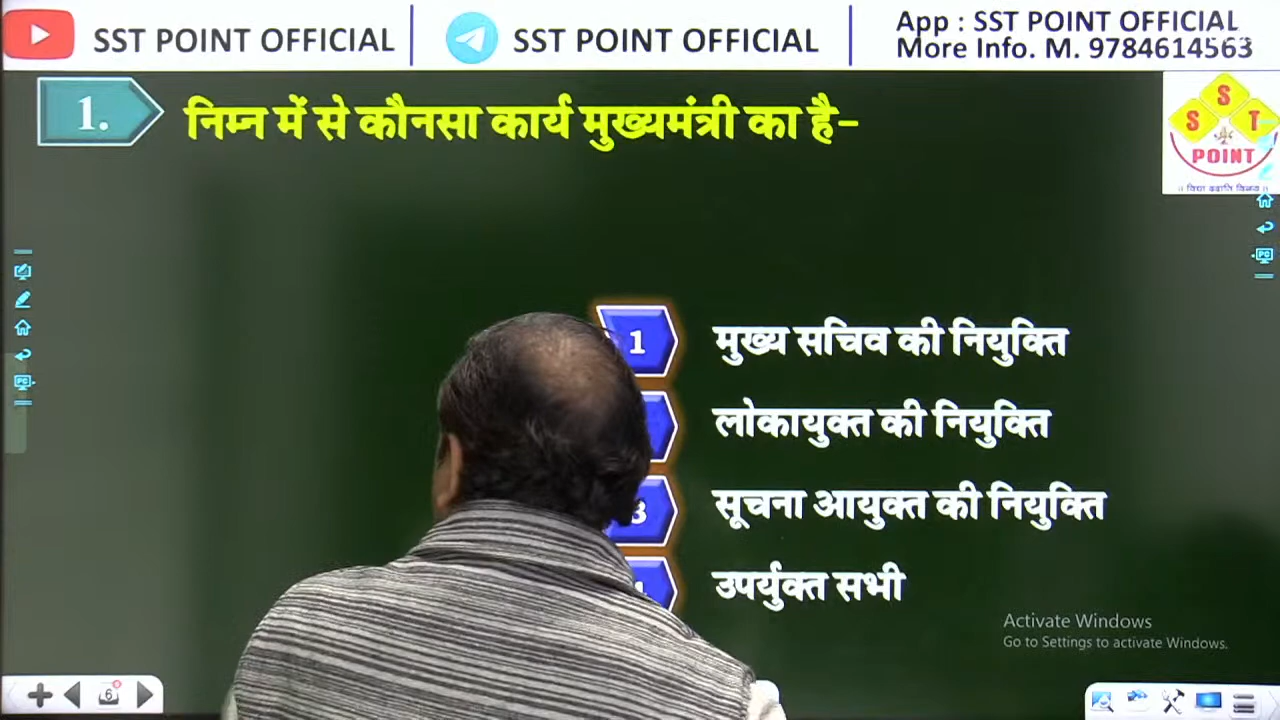 SST POINT OFFICIAL
SST POINT OFFICIAL
App : SST POINT OFFICIAL
More Info. M. 9784614563
1.
निम्न में से कौनसा कार्य मुख्यमंत्री का है-
S
S T
POINT
1
मुख्य सचिव की नियुक्ति
लोकायुक्त की नियुक्ति
3
सूचना आयुक्त की नियुक्ति
उपर्युक्त सभी
Activate Windows
Go to Settings to activate Windows.
6